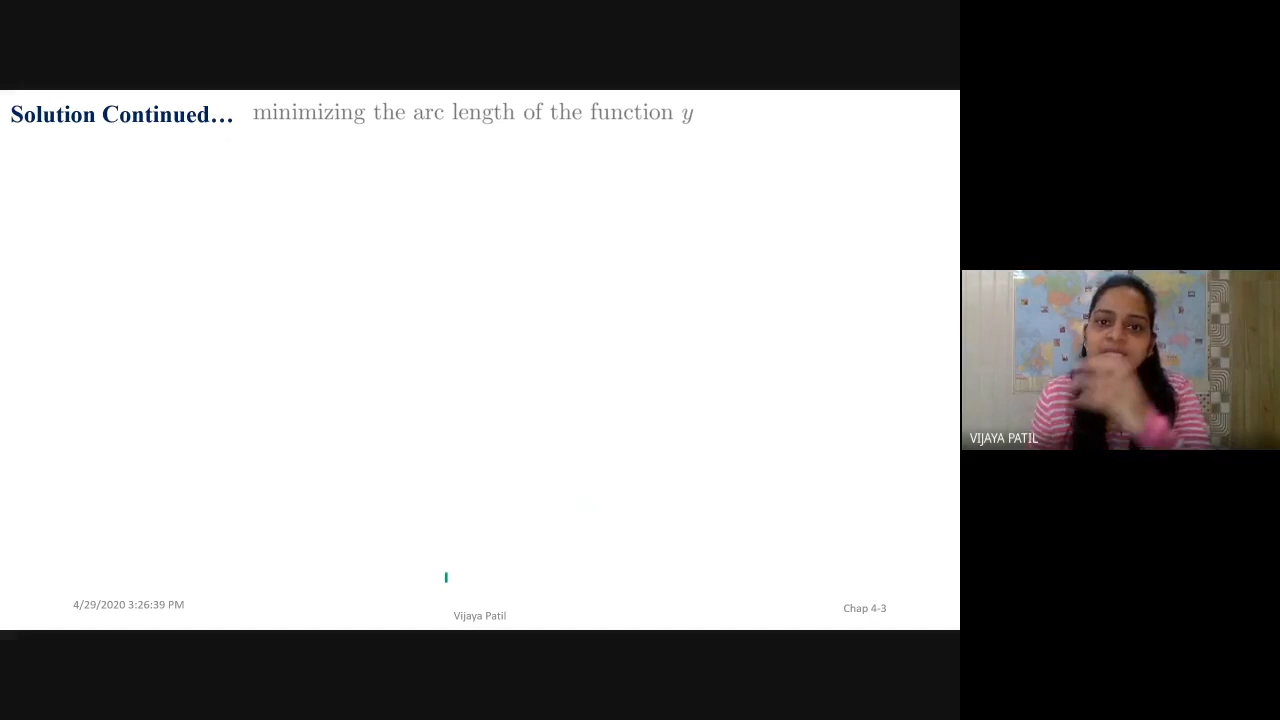 Solution Continued… minimizing the arc length of the function y
VIJAYA PATIL
4/29/2020 3:26:39 PM
Vijaya Patil
Chap 4-3